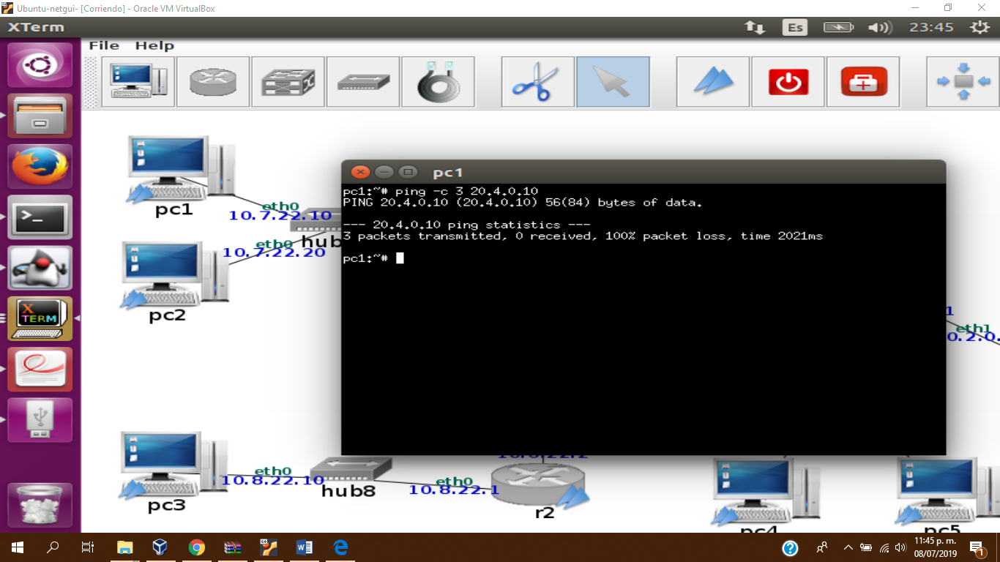 Ubuntu-netgui- [Corriendo] - Oracle VM VirtualBox
XTerm
Es
23:45
File Help
pc1
eth0
10.7.22.10
hub
eth0
10.7.22.20
pc2
pc1
pc1:~# ping -c 3 20.4.0.10
PING 20.4.0.10 (20.4.0.10) 56(84) bytes of data.
--- 20.4.0.10 ping statistics ---
3 packets transmitted, 0 received, 100% packet loss, time 2021ms
pc1:~#
1
eth1
0.2.0.
X
TERM
eth0
10.8.22.10
hub8
pc3
eth0
10.8.22.1
r2
pc4
pc5
64
11:45 p. m.
08/07/2019
1